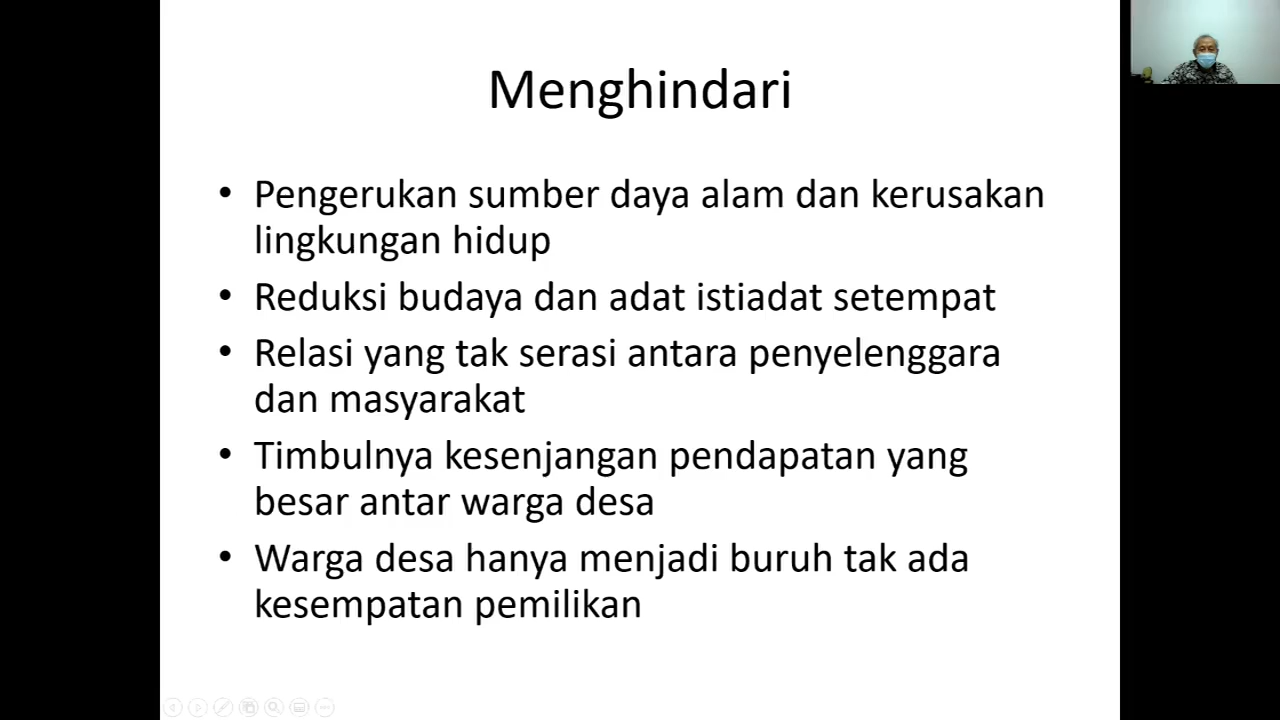 Menghindari
• Pengerukan sumber daya alam dan kerusakan
lingkungan hidup
• Reduksi budaya dan adat istiadat setempat
• Relasi yang tak serasi antara penyelenggara
dan masyarakat
• Timbulnya kesenjangan pendapatan yang
besar antar warga desa
• Warga desa hanya menjadi buruh tak ada
kesempatan pemilikan